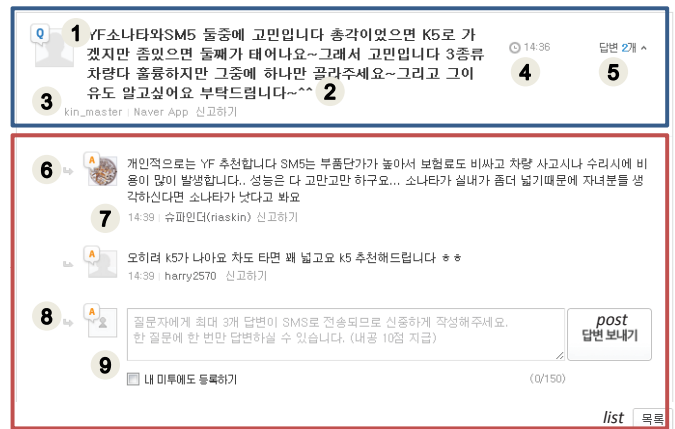 Q
1
YF소나타와SM5 둘중에 고민입니다 총각이였으면 K5로 가
겠지만 좀있으면 둘째가 태어나요~그래서 고민입니다 3종류
차량다 훌륭하지만 그중에 하나만 골라주세요~그리고 그이
유도 알고싶어요 부탁드립니다~^^
2
14:36
4
답변 2개
5
3
kin_master | Naver App 신고하기
6
A
개인적으로는 YF 추천합니다 SM5는 부품단가가 높아서 보험료도 비싸고 차량 사고시나 수리시에 비
용이 많이 발생합니다.. 성능은 다 고만고만 하구요... 소나타가 실내가 좀더 넓기때문에 자녀분들 생
각하신다면 소나타가 낫다고 봐요
7
14:39 | 슈파인더(riaskin) 신고하기
A
오히려 k5가 나아요 차도 타면 꽤 넓고요 k5 추천해드립니다 ㅎㅎ
14:39 | harry2570 신고하기
8
A
질문자에게 최대 3개 답변이 SMS로 전송되므로 신중하게 작성해주세요.
한 질문에 한 번만 답변하실 수 있습니다. (내공 10점 지급)
post
답변 보내기
9
내 미투에도 등록하기
(0/150)
list
목록